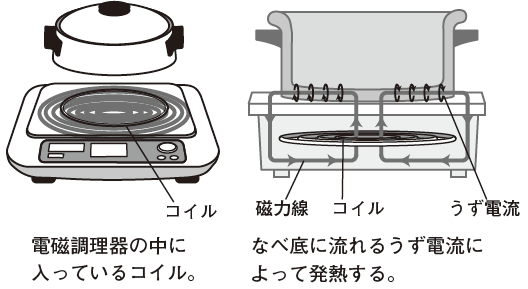 コイル
電磁調理器の中に
入っているコイル。
磁力線
コイル
うず電流
なべ底に流れるうず電流に
よって発熱する。